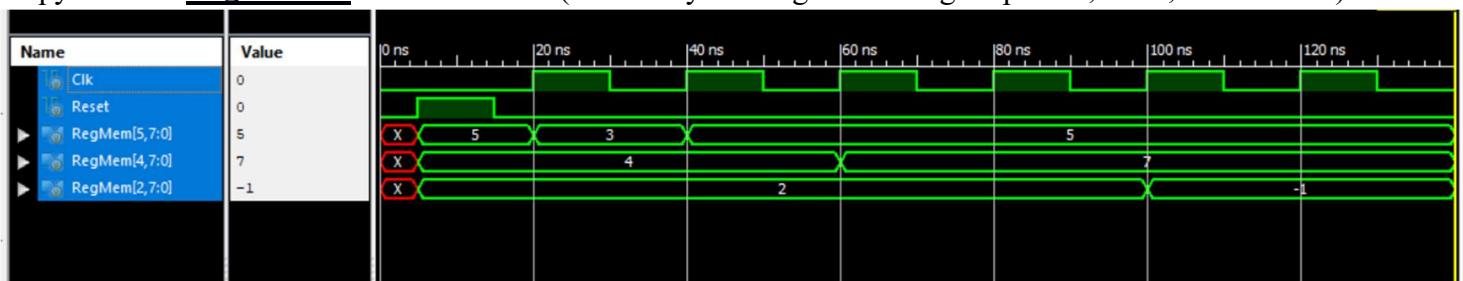 Name Value 0 ns 20 ns 40 ns 60 ns 80 ns 100 ns 120 ns
Clk 0
Reset 0
RegMem[5,7:0] 5 X 5 3 5
RegMem[4,7:0] 7 X 4 7
RegMem[2,7:0] -1 X 2 -1